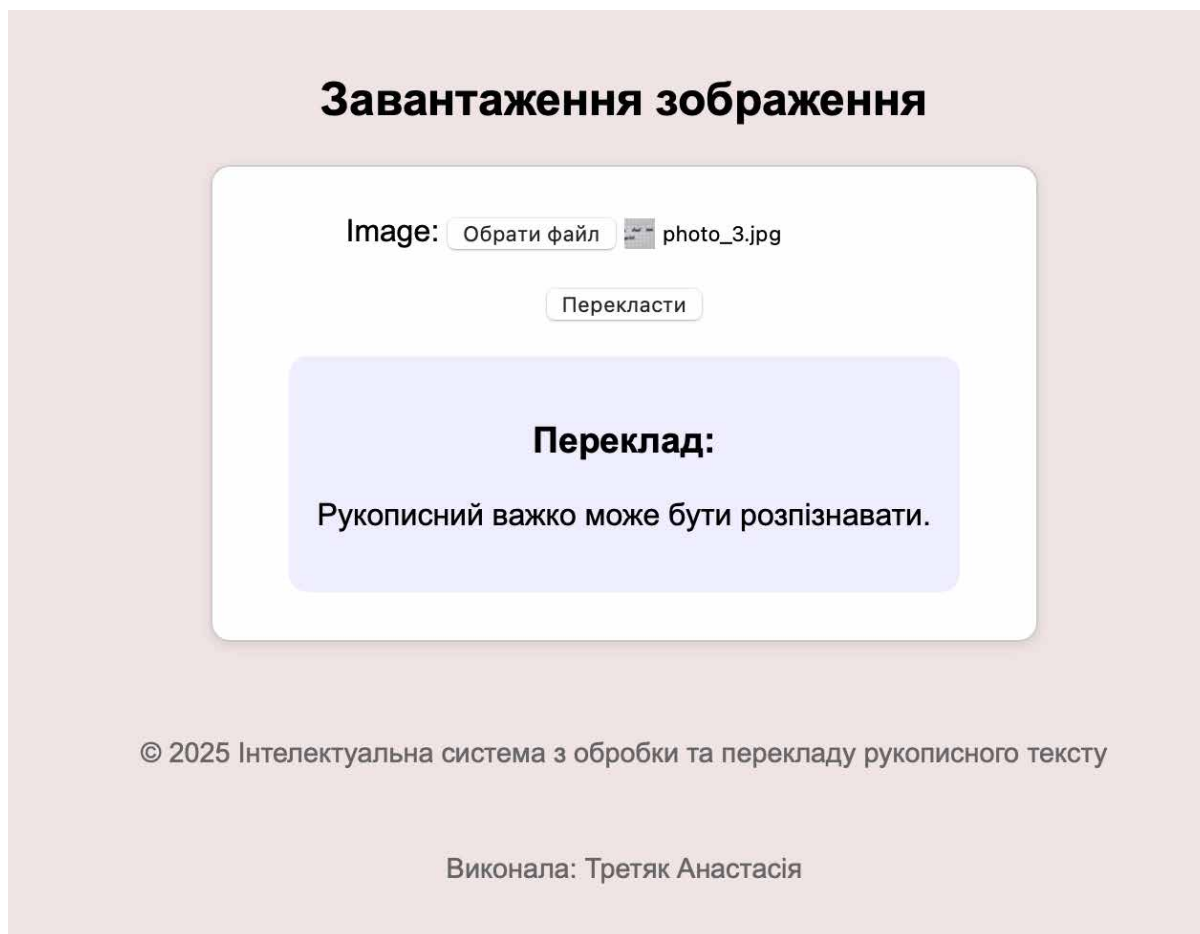 Завантаження зображення
Image: Обрати файл photo_3.jpg
Перекласти
Переклад:
Рукописний важко може бути розпізнавати.
© 2025 Інтелектуальна система з обробки та перекладу рукописного тексту
Виконала: Третяк Анастасія